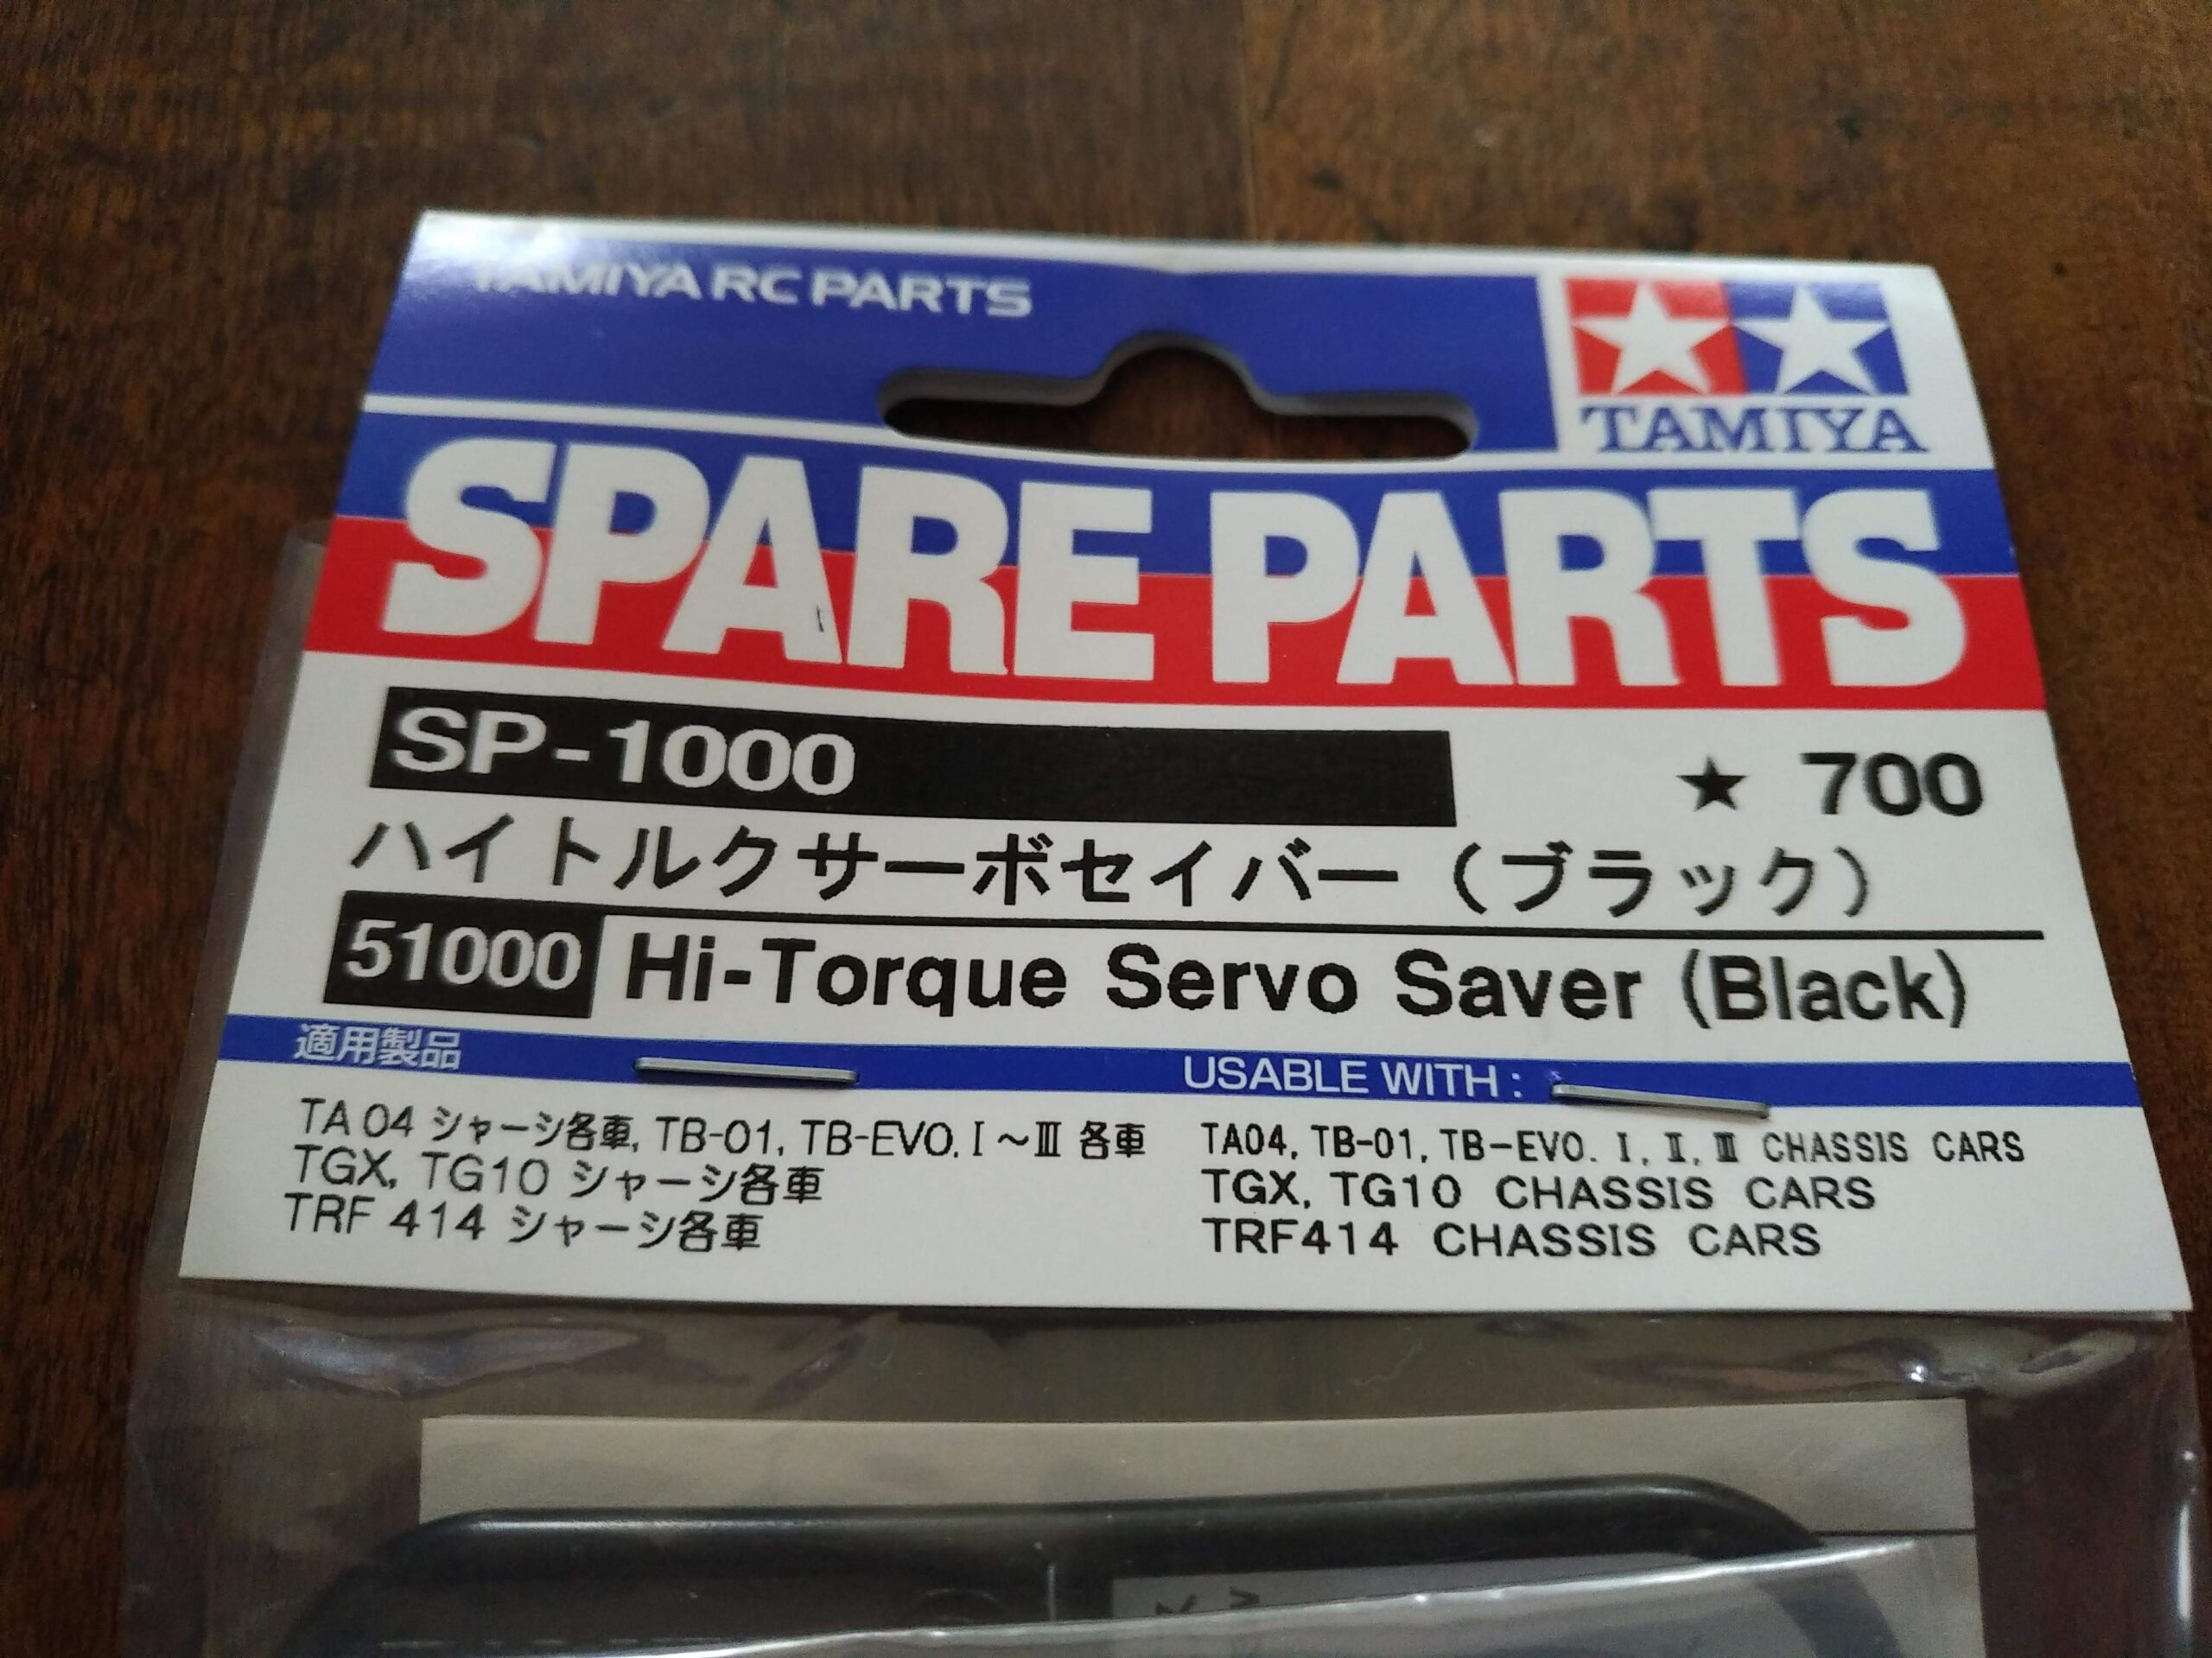 TAMIYA RC PARTS
TAMIYA
SPARE PARTS
SP-1000
★ 700
ハイトルクサーボセイバー（ブラック）
51000 Hi-Torque Servo Saver (Black)
適用製品
USABLE WITH :
TA04 シャーシ各車, TB-01, TB-EVO. I～III 各車
TGX, TG10 シャーシ各車
TRF 414 シャーシ各車
TA04, TB-01, TB-EVO. I, II, III CHASSIS CARS
TGX, TG10 CHASSIS CARS
TRF414 CHASSIS CARS